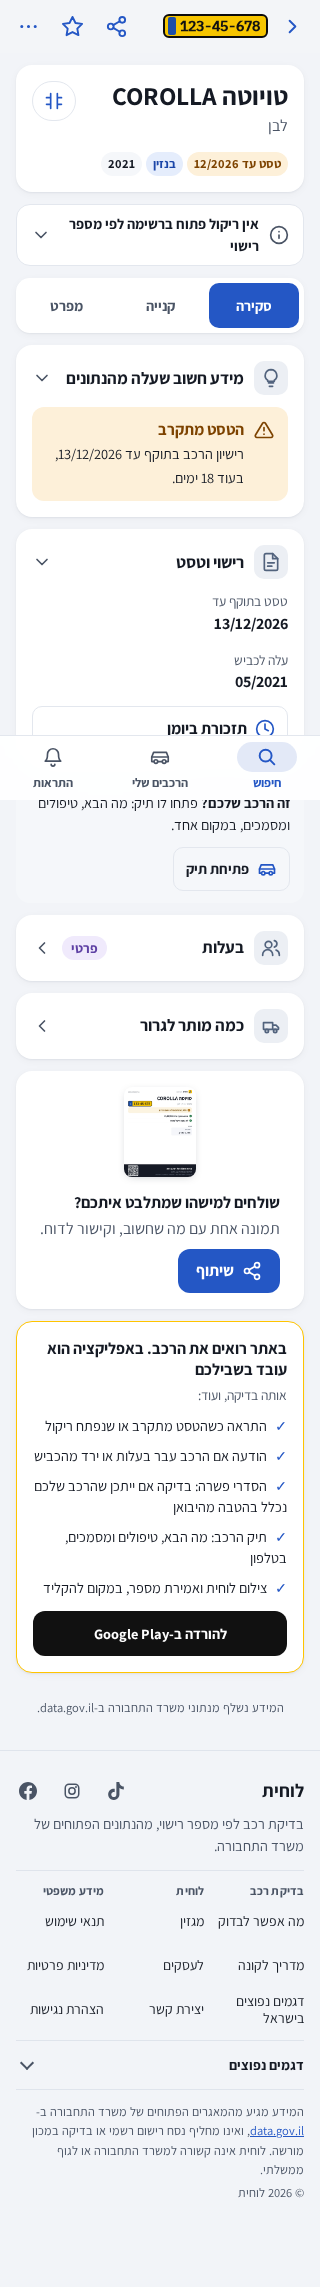 123-45-678
טויוטה COROLLA
לבן
טסט עד 12/2026
בנזין
2021
אין ריקול פתוח ברשימה לפי מספר
רישוי
סקירה
קנייה
מפרט
מידע חשוב שעלה מהנתונים
הטסט מתקרב
רישיון הרכב בתוקף עד 13/12/2026,
בעוד 18 ימים.
רישוי וטסט
טסט בתוקף עד
13/12/2026
עלה לכביש
05/2021
תזכורת ביומן
חיפוש
הרכבים שלי
התראות
זה הרכב שלכם? פתחו לו תיק: מה הבא, טיפולים
ומסמכים, במקום אחד.
פתיחת תיק
בעלות
פרטי
כמה מותר לגרור
שולחים למישהו שמתלבט איתכם?
תמונה אחת עם מה שחשוב, וקישור לדוח.
שיתוף
באתר רואים את הרכב. באפליקציה הוא
עובד בשבילכם
אותה בדיקה, ועוד:
✓ התראה כשהטסט מתקרב או שנפתח ריקול
✓ הודעה אם הרכב עבר בעלות או ירד מהכביש
✓ הסדרי פשרה: בדיקה אם ייתכן שהרכב שלכם
נכלל בהטבה מהיבואן
✓ תיק הרכב: מה הבא, טיפולים ומסמכים,
בטלפון
✓ צילום לוחית ואמירת מספר, במקום להקליד
להורדה ב-Google Play
המידע נשלף מנתוני משרד התחבורה ב-data.gov.il.
לוחית
בדיקת רכב לפי מספר רישוי, מהנתונים הפתוחים של
משרד התחבורה.
בדיקת רכב
לוחית
מידע משפטי
מה אפשר לבדוק
מגזין
תנאי שימוש
מדריך לקונה
לעסקים
מדיניות פרטיות
דגמים נפוצים
בישראל
יצירת קשר
הצהרת נגישות
דגמים נפוצים
המידע מגיע מהמאגרים הפתוחים של משרד התחבורה ב-
data.gov.il, ואינו מחליף נסח רישום רשמי או בדיקה במכון
מורשה. לוחית אינה קשורה למשרד התחבורה או לגוף
ממשלתי.
© 2026 לוחית